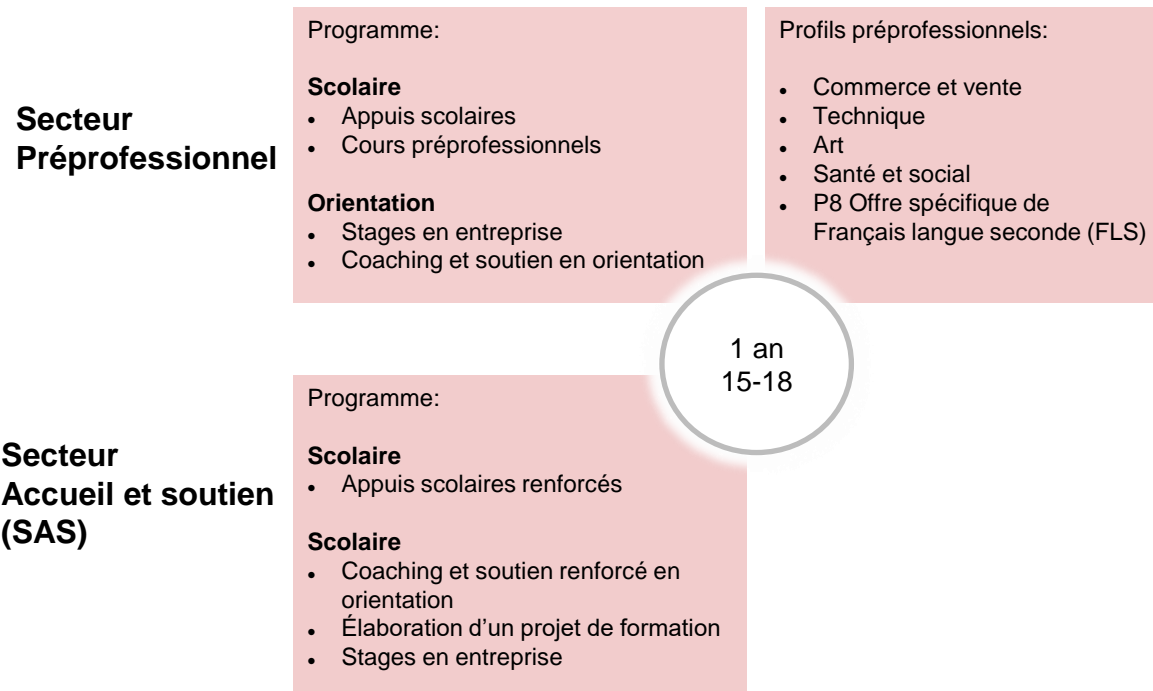 Secteur
Préprofessionnel
Programme:
Scolaire
• Appuis scolaires
• Cours préprofessionnels
Orientation
• Stages en entreprise
• Coaching et soutien en orientation
Profils préprofessionnels:
• Commerce et vente
• Technique
• Art
• Santé et social
• P8 Offre spécifique de
Français langue seconde (FLS)
1 an
15-18
Secteur
Accueil et soutien
(SAS)
Programme:
Scolaire
• Appuis scolaires renforcés
Scolaire
• Coaching et soutien renforcé en
orientation
• Élaboration d'un projet de formation
• Stages en entreprise